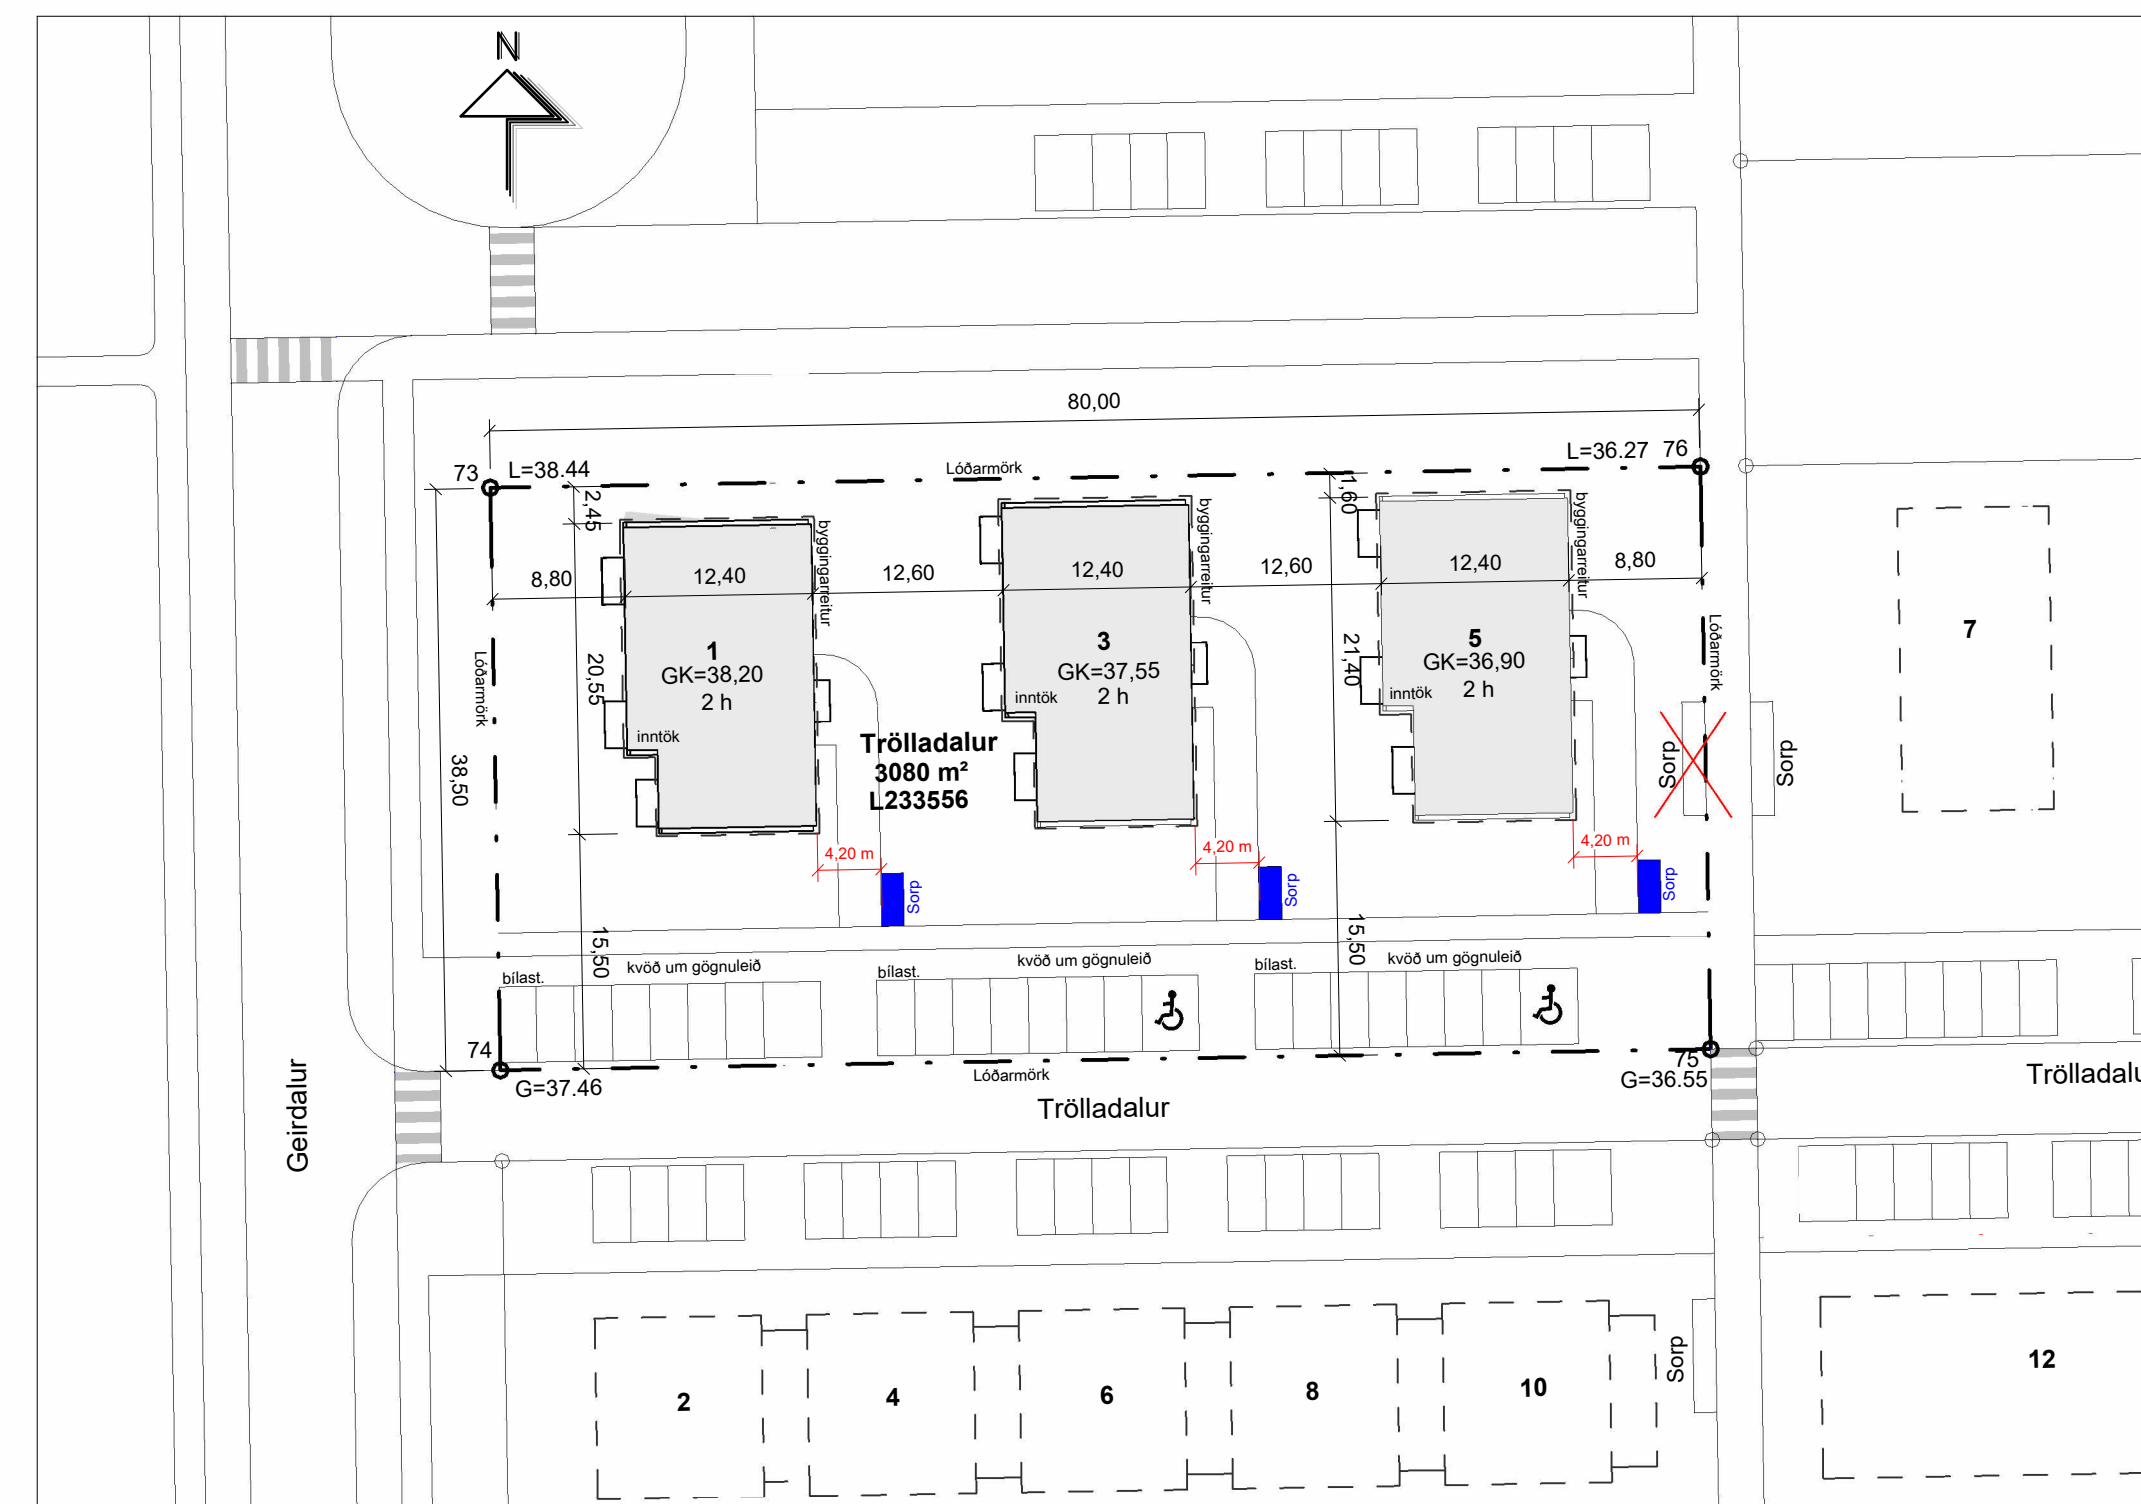 N
80,00
73
L=38.44
Lóðarmörk
L=36.27
76
2,45
1,60
byggingarreitur
byggingarreitur
byggingarreitur
8,80
12,40
12,60
12,40
12,60
12,40
8,80
1
GK=38,20
2 h
inntök
3
GK=37,55
2 h
inntök
5
GK=36,90
2 h
inntök
7
Lóðarmörk
20,55
21,40
Lóðarmörk
38,50
Trölladalur
3080 m²
L233556
Sorp
Sorp
4,20 m
4,20 m
4,20 m
Sorp
Sorp
Sorp
15,50
15,50
bílast.
kvöð um gögnuleið
bílast.
kvöð um gögnuleið
bílast.
kvöð um gögnuleið
74
G=37.46
Lóðarmörk
75
G=36.55
Geirdalur
Trölladalur
Trölladalu
Sorp
2
4
6
8
10
12